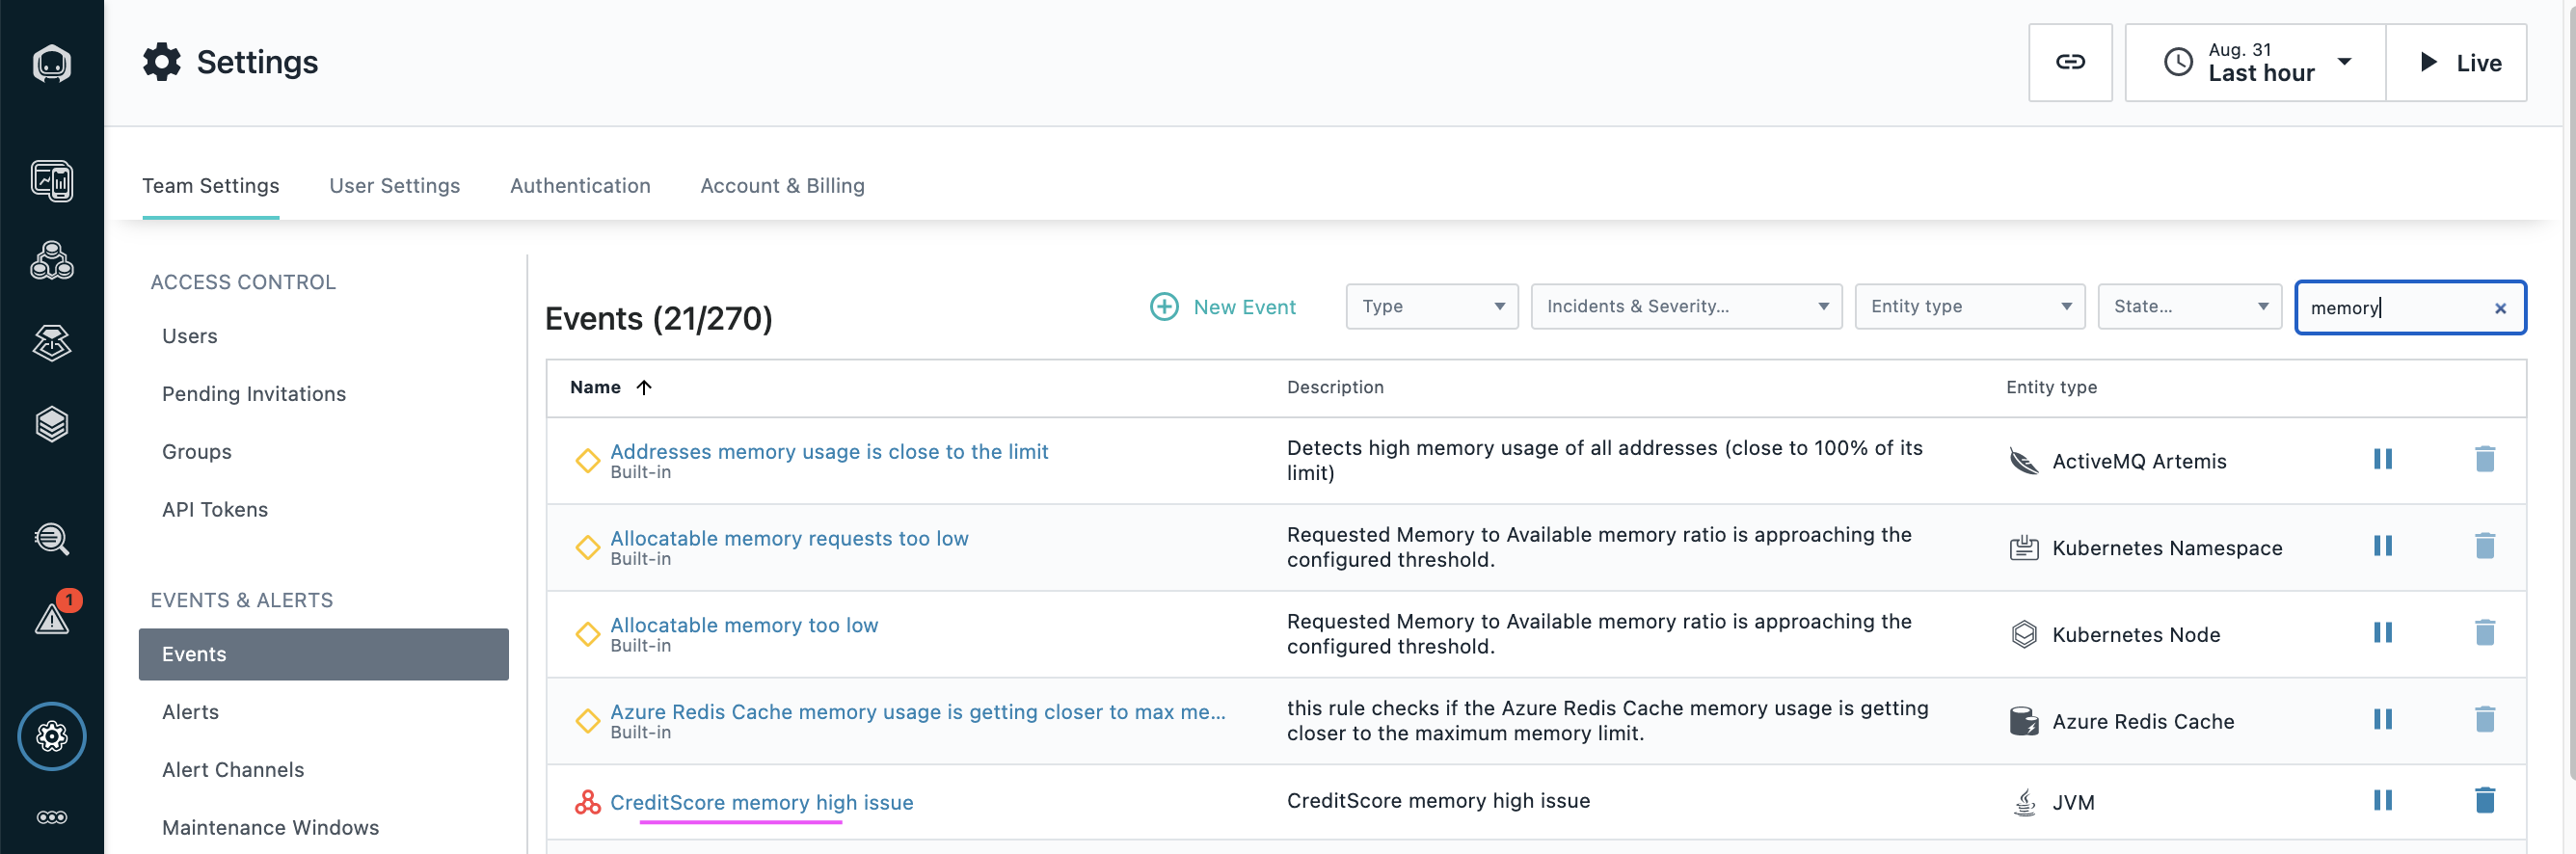 Settings
Aug. 31
Last hour
Live
Team Settings
User Settings
Authentication
Account & Billing
ACCESS CONTROL
Users
Pending Invitations
Groups
API Tokens
EVENTS & ALERTS
1
Events
Alerts
Alert Channels
Maintenance Windows
Events (21/270)
New Event
Type
Incidents & Severity...
Entity type
State...
memory
Name
Description
Entity type
Addresses memory usage is close to the limit
Built-in
Detects high memory usage of all addresses (close to 100% of its
limit)
ActiveMQ Artemis
Allocatable memory requests too low
Built-in
Requested Memory to Available memory ratio is approaching the
configured threshold.
Kubernetes Namespace
Allocatable memory too low
Built-in
Requested Memory to Available memory ratio is approaching the
configured threshold.
Kubernetes Node
Azure Redis Cache memory usage is getting closer to max me...
Built-in
this rule checks if the Azure Redis Cache memory usage is getting
closer to the maximum memory limit.
Azure Redis Cache
CreditScore memory high issue
CreditScore memory high issue
JVM